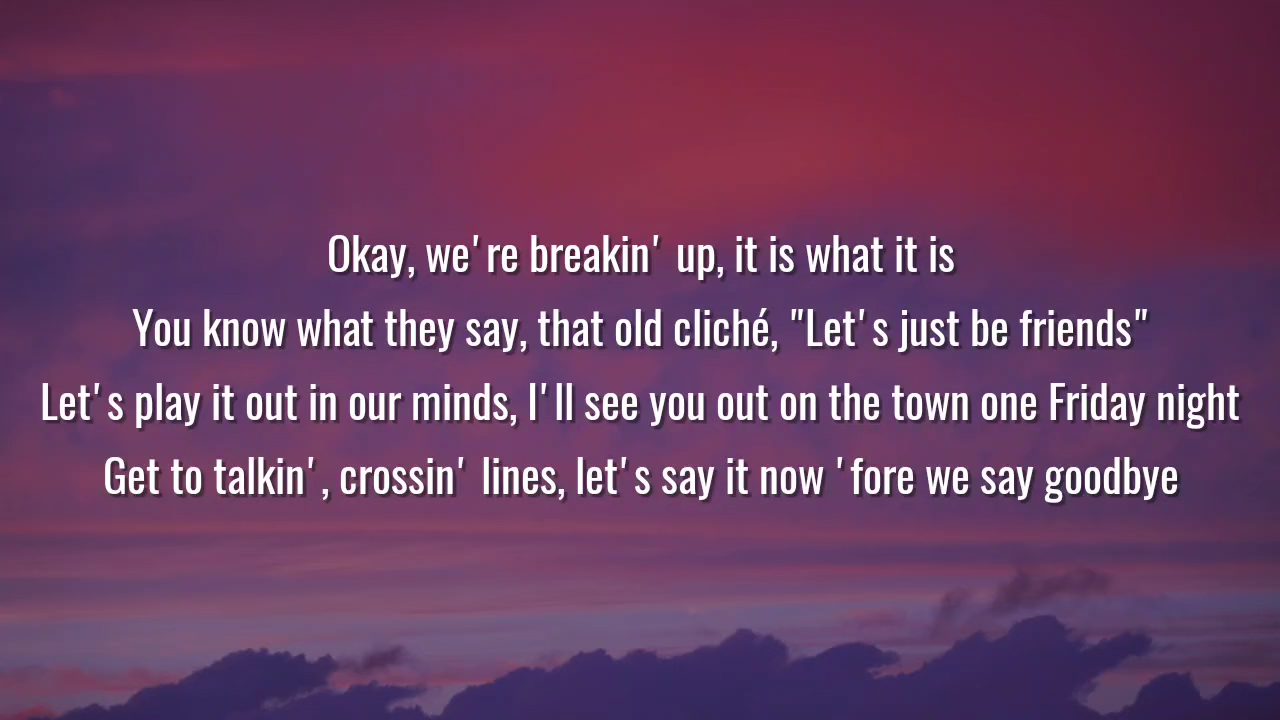 Okay, we're breakin' up, it is what it is
You know what they say, that old cliché, "Let's just be friends"
Let's play it out in our minds, I'll see you out on the town one Friday night
Get to talkin', crossin' lines, let's say it now 'fore we say goodbye